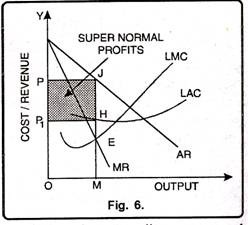 Y
SUPER NORMAL
PROFITS
LMC
J
P
LAC
COST / REVENUE
H
P₁
E
MR
AR
O
M
OUTPUT
Fig. 6.